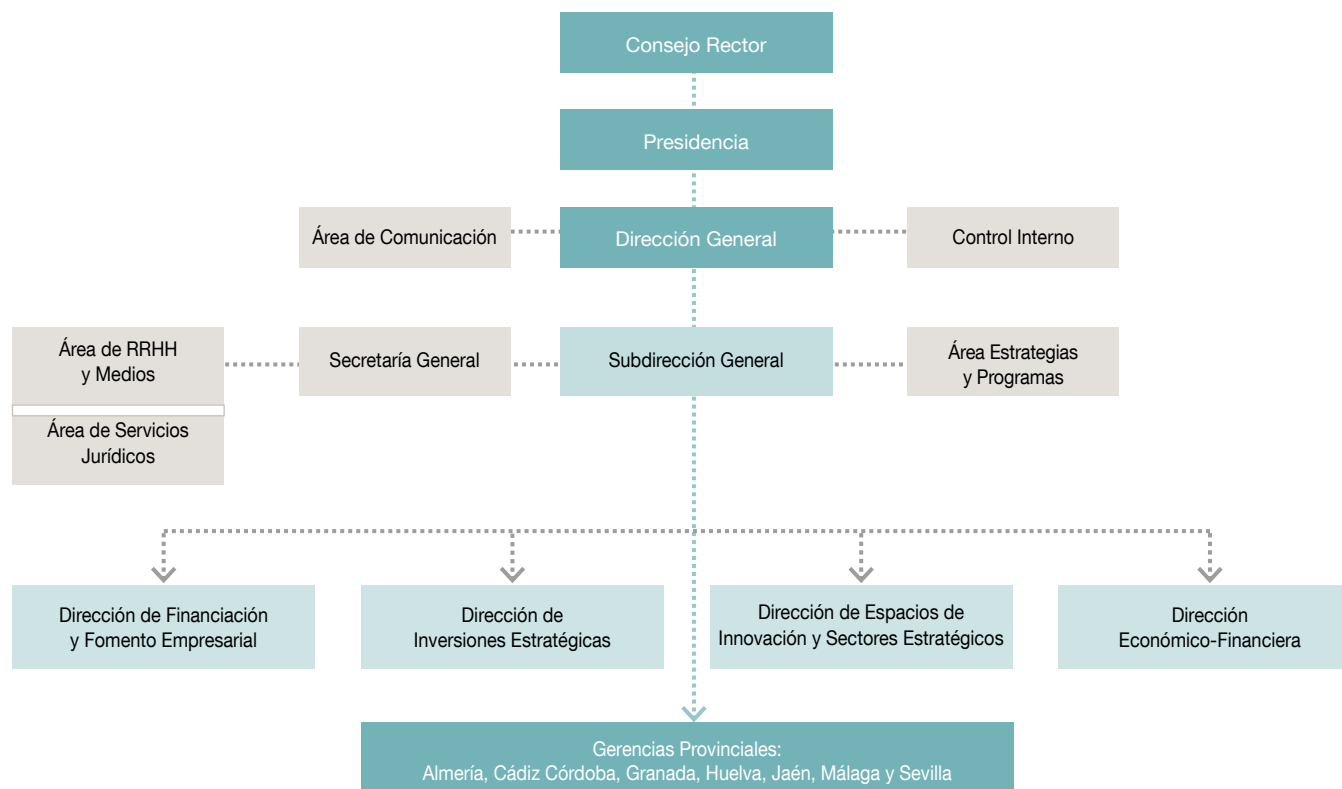 Consejo Rector
Presidencia
Área de Comunicación
Dirección General
Control Interno
Área de RRHH
y Medios
Secretaría General
Subdirección General
Área Estrategias
y Programas
Área de Servicios
Jurídicos
Dirección de Financiación
y Fomento Empresarial
Dirección de
Inversiones Estratégicas
Dirección de Espacios de
Innovación y Sectores Estratégicos
Dirección
Económico-Financiera
Gerencias Provinciales:
Almería, Cádiz Córdoba, Granada, Huelva, Jaén, Málaga y Sevilla